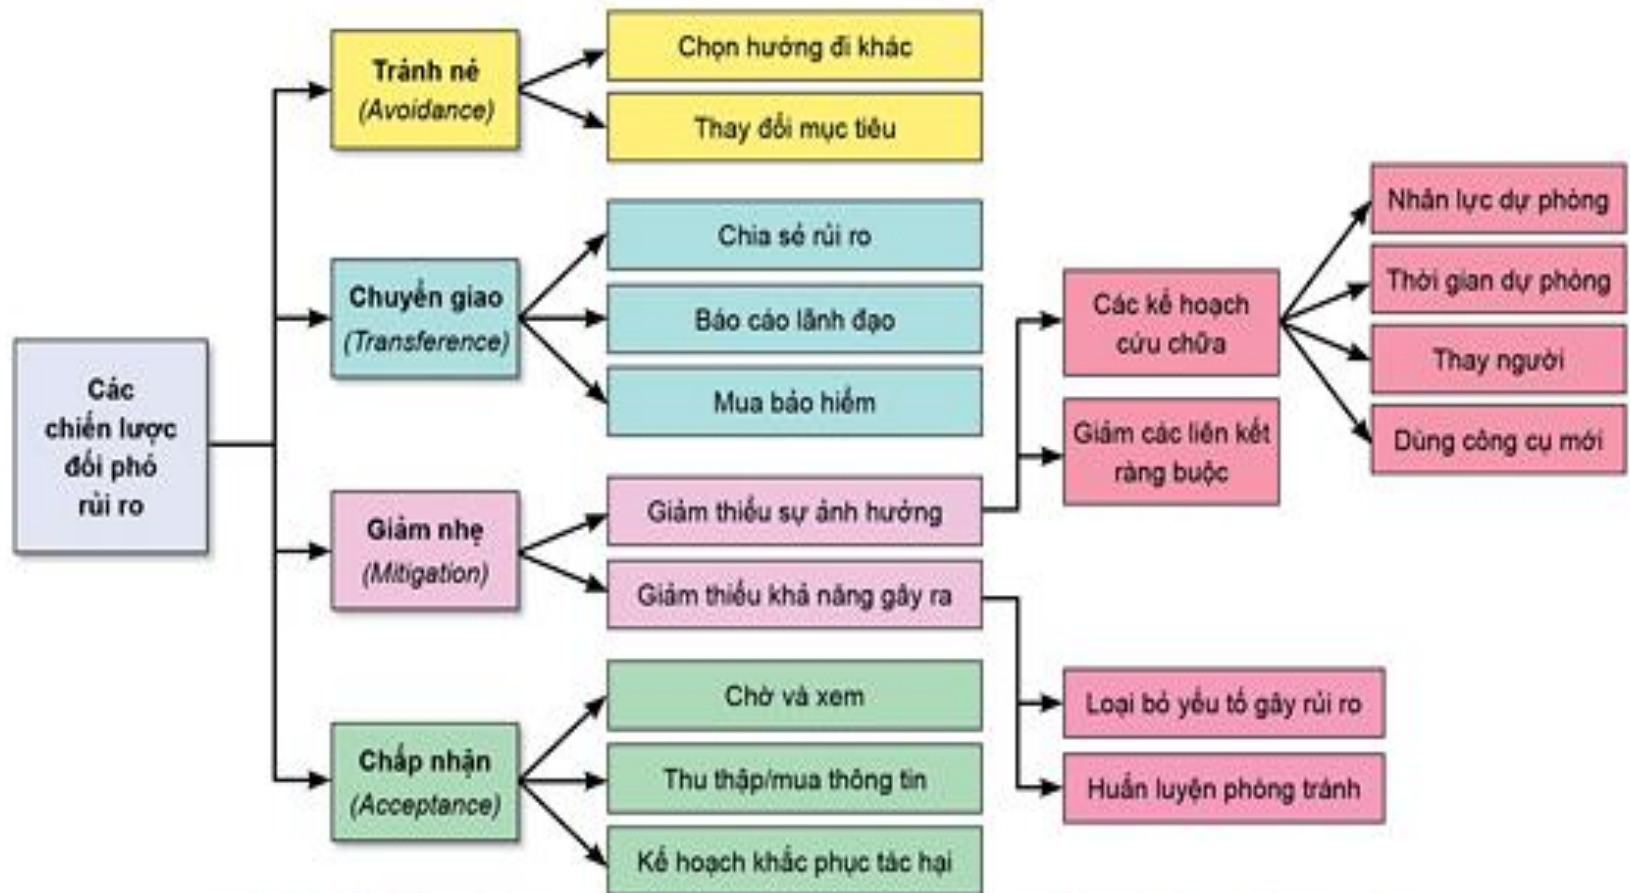 Các
chiến lược
đối phó
rủi ro
Tránh né
(Avoidance)
Chọn hướng đi khác
Thay đổi mục tiêu
Chuyển giao
(Transference)
Chia sẻ rủi ro
Báo cáo lãnh đạo
Mua bảo hiểm
Giảm nhẹ
(Mitigation)
Giảm thiểu sự ảnh hưởng
Các kế hoạch
cứu chữa
Nhân lực dự phòng
Thời gian dự phòng
Thay người
Dùng công cụ mới
Giảm các liên kết
ràng buộc
Giảm thiểu khả năng gây ra
Loại bỏ yếu tố gây rủi ro
Huấn luyện phòng tránh
Chấp nhận
(Acceptance)
Chờ và xem
Thu thập/mua thông tin
Kế hoạch khắc phục tác hại